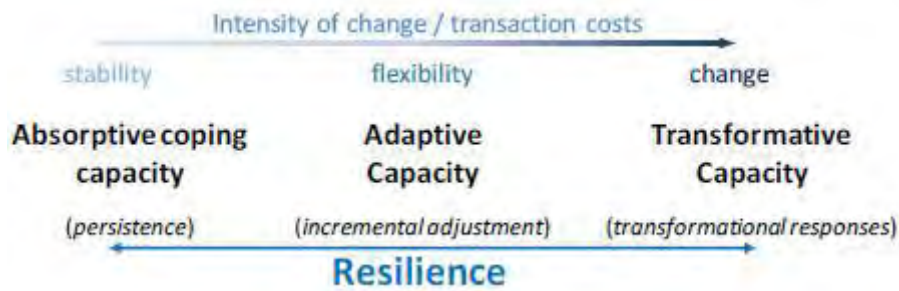 Intensity of change / transaction costs
stability flexibility change
Absorptive coping capacity Adaptive Capacity Transformative Capacity
(persistence) (incremental adjustment) (transformational responses)
Resilience